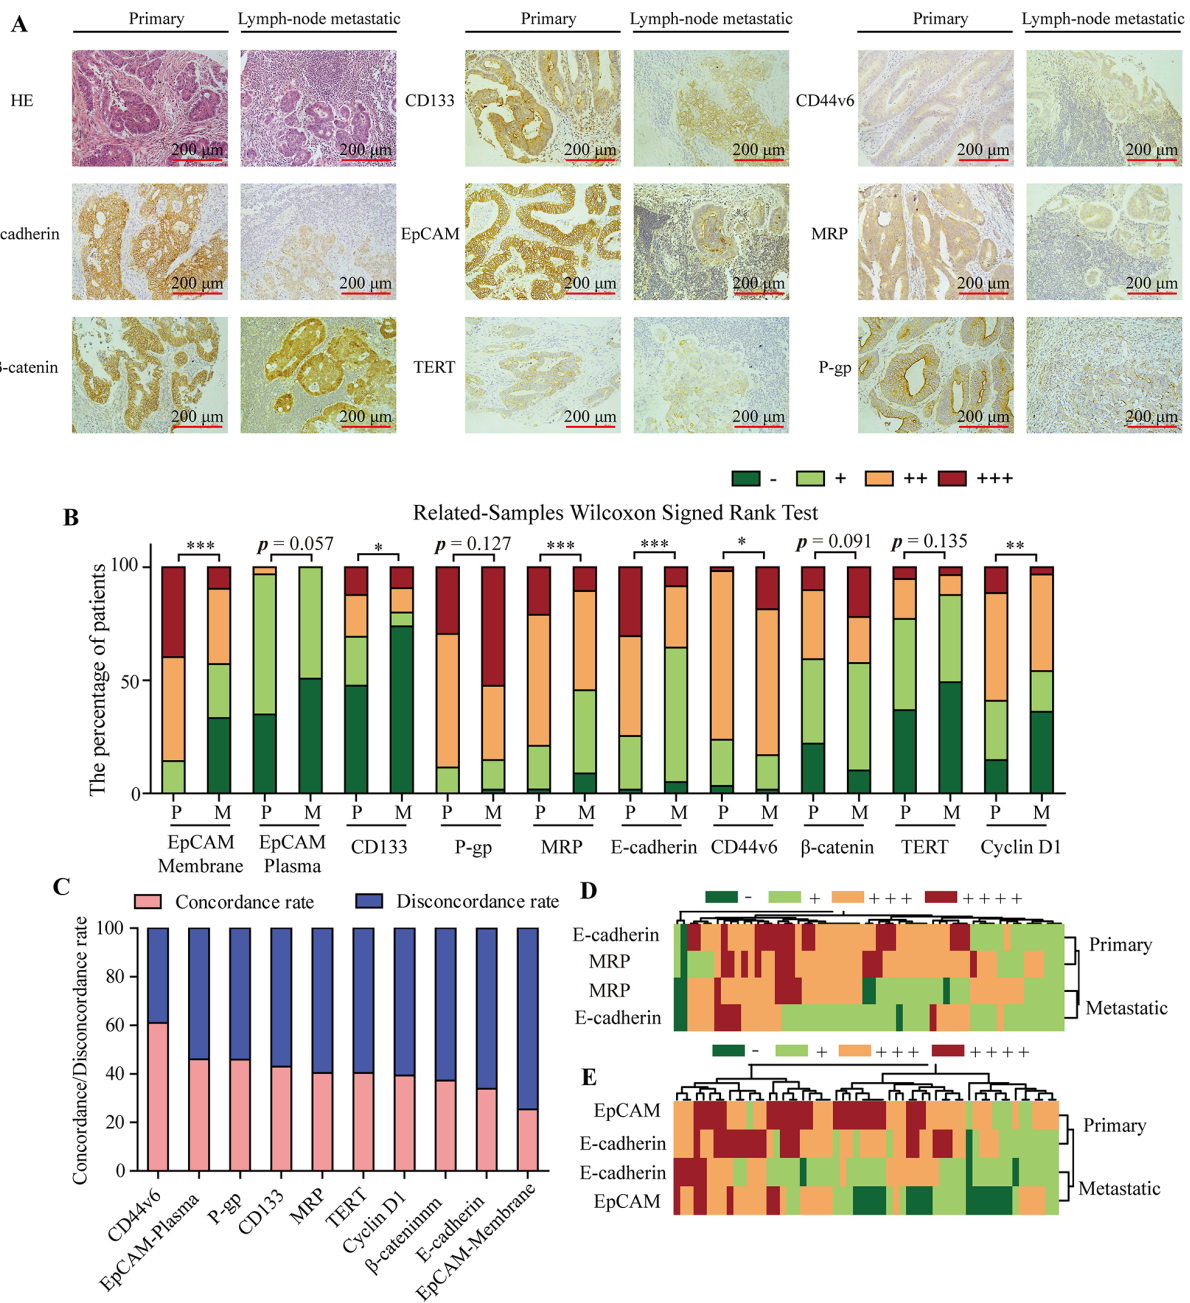 A
Primary
Lymph-node metastatic
Primary
Lymph-node metastatic
Primary
Lymph-node metastatic
HE
200 μm
200 μm
CD133
200 μm
200 μm
CD44v6
200 μm
200 μm
cadherin
200 μm
200 μm
EpCAM
200 μm
200 μm
MRP
200 μm
200 μm
β-catenin
200 μm
200 μm
TERT
200 μm
200 μm
P-gp
200 μm
200 μm
- + ++ +++
B
Related-Samples Wilcoxon Signed Rank Test
*** p = 0.057 * p = 0.127 *** *** * p = 0.091 p = 0.135 **
The percentage of patients
100
50
0
P M P M P M P M P M P M P M P M P M P M
EpCAM Membrane
EpCAM Plasma
CD133
P-gp
MRP
E-cadherin
CD44v6
β-catenin
TERT
Cyclin D1
C
Concordance rate
Disconcordance rate
Concordance/Disconcordance rate
100
80
60
40
20
0
CD44v6
EpCAM-Plasma
P-gp
CD133
MRP
TERT
Cyclin D1
β-cateninmm
E-cadherin
EpCAM-Membrane
D
- + +++ ++++
E-cadherin
MRP
MRP
E-cadherin
Primary
Metastatic
- + +++ ++++
E
EpCAM
E-cadherin
E-cadherin
EpCAM
Primary
Metastatic